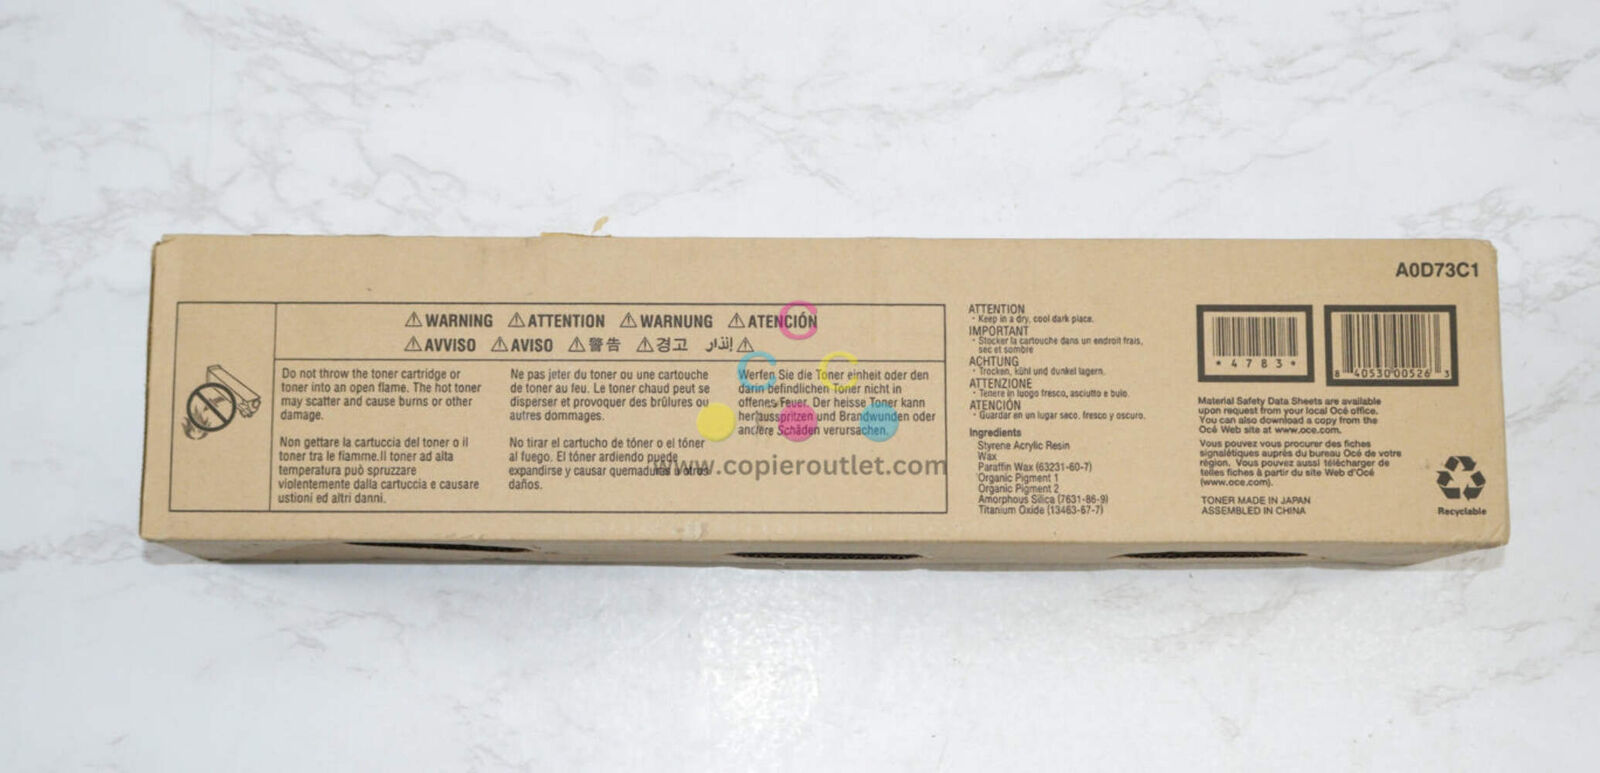 A0D73C1
⚠WARNING ⚠ATTENTION ⚠WARNUNG ⚠ATENCIÓN
⚠AVVISO ⚠AVISO ⚠警告 ⚠경고 إنذار⚠
Do not throw the toner cartridge or
toner into an open flame. The hot toner
may scatter and cause burns or other
damage.
Non gettare la cartuccia del toner o il
toner tra le fiamme.Il toner ad alta
temperatura può spruzzare
violentemente dalla cartuccia e causare
ustioni ed altri danni.
Ne pas jeter du toner ou une cartouche
de toner au feu. Le toner chaud peut se
disperser et provoquer des brûlures ou
autres dommages.
No tirar el cartucho de tóner o el tóner
al fuego. El tóner ardiendo puede
expandirse y causar quemaduras u otros
daños.
Werfen Sie die Toner einheit oder den
darin befindlichen Toner nicht in
offenes Feuer. Der heisse Toner kann
herausspritzen und Brandwunden oder
andere Schäden verursachen.
www.copieroutlet.com
ATTENTION
・Keep in a dry, cool dark place.
IMPORTANT
・Stocker la cartouche dans un endroit frais,
sec et sombre
ACHTUNG
・Trocken, kühl und dunkel lagern.
ATTENZIONE
・Tenere in luogo fresco, asciutto e buio.
ATENCIÓN
・Guardar en un lugar seco, fresco y oscuro.
Ingredients
Styrene Acrylic Resin
Wax
Paraffin Wax (63231-60-7)
Organic Pigment 1
Organic Pigment 2
Amorphous Silica (7631-86-9)
Titanium Oxide (13463-67-7)
* 4 7 8 3 *
8 40530 00526 3
Material Safety Data Sheets are available
upon request from your local Océ office.
You can also download a copy from the
Océ Web site at www.oce.com.
Vous pouvez vous procurer des fiches
signalétiques auprès du bureau Océ de votre
région. Vous pouvez aussi télécharger de
telles fiches à partir du site Web d'Océ
(www.oce.com).
TONER MADE IN JAPAN
ASSEMBLED IN CHINA
Recyclable